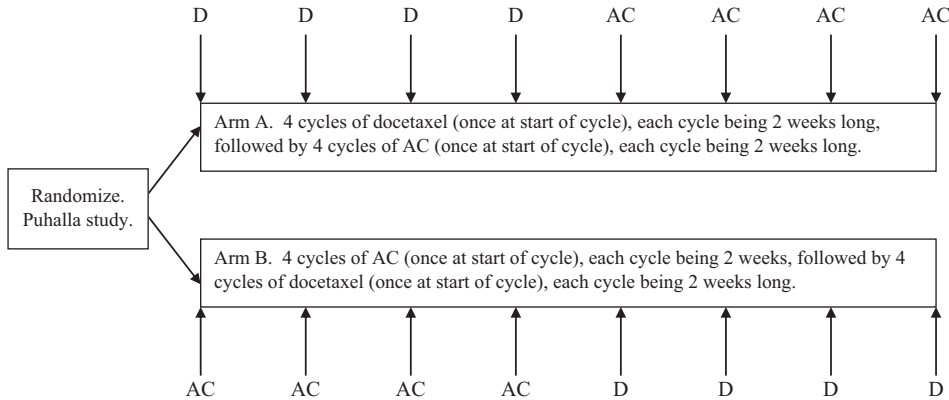 D D D D AC AC AC AC
Arm A. 4 cycles of docetaxel (once at start of cycle), each cycle being 2 weeks long,
followed by 4 cycles of AC (once at start of cycle), each cycle being 2 weeks long.
Randomize.
Puhalla study.
Arm B. 4 cycles of AC (once at start of cycle), each cycle being 2 weeks, followed by 4
cycles of docetaxel (once at start of cycle), each cycle being 2 weeks long.
AC AC AC AC D D D D